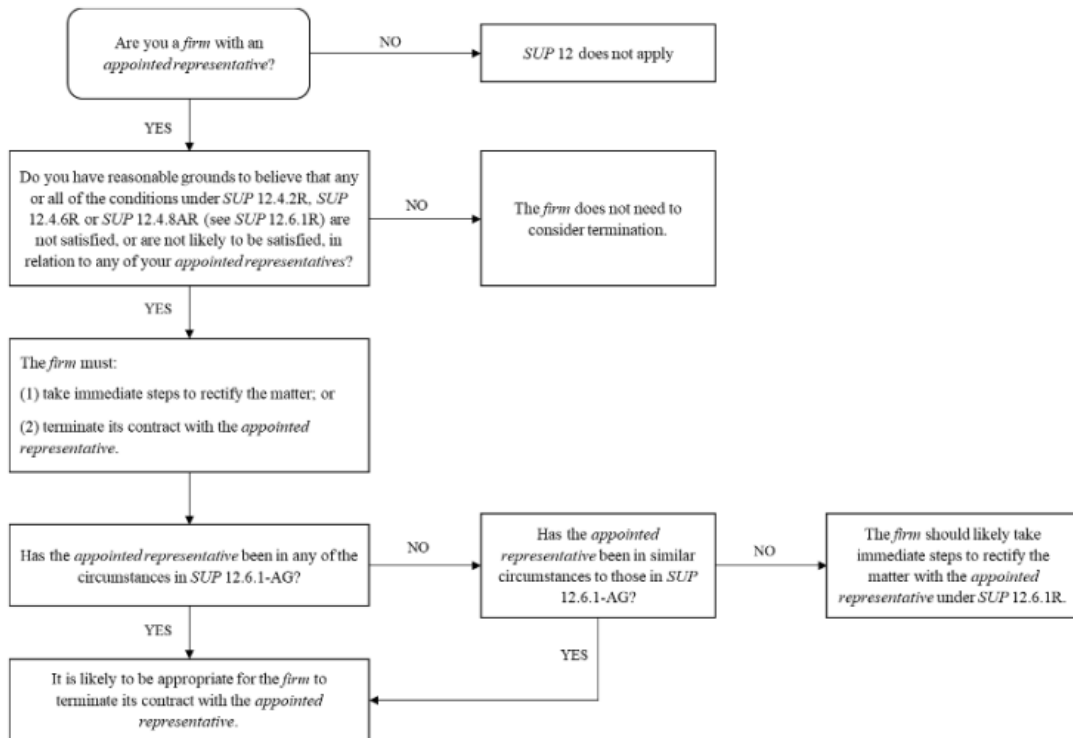 Are you a firm with an
appointed representative?
NO
SUP 12 does not apply
YES
Do you have reasonable grounds to believe that any
or all of the conditions under SUP 12.4.2R, SUP
12.4.6R or SUP 12.4.8AR (see SUP 12.6.1R) are
not satisfied, or are not likely to be satisfied, in
relation to any of your appointed representatives?
NO
The firm does not need to
consider termination.
YES
The firm must:
(1) take immediate steps to rectify the matter; or
(2) terminate its contract with the appointed
representative.
Has the appointed representative been in any of the
circumstances in SUP 12.6.1-AG?
NO
Has the appointed
representative been in similar
circumstances to those in SUP
12.6.1-AG?
NO
The firm should likely take
immediate steps to rectify the
matter with the appointed
representative under SUP 12.6.1R.
YES
YES
It is likely to be appropriate for the firm to
terminate its contract with the appointed
representative.